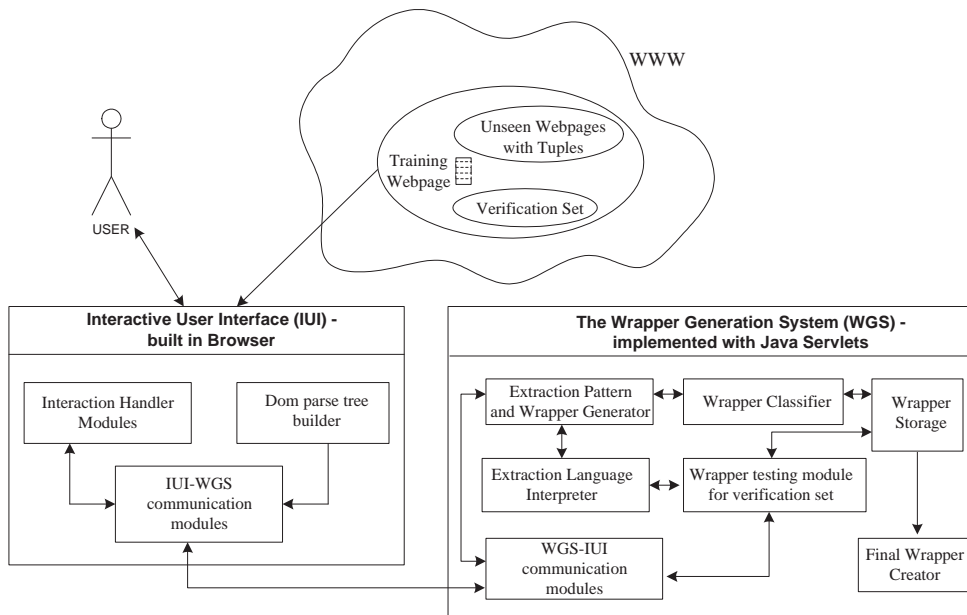 WWW
Unseen Webpages
with Tuples
Training
Webpage
Verification Set
USER
Interactive User Interface (IUI) -
built in Browser
Interaction Handler
Modules
Dom parse tree
builder
IUI-WGS
communication
modules
The Wrapper Generation System (WGS) -
implemented with Java Servlets
Extraction Pattern
and Wrapper Generator
Wrapper Classifier
Wrapper
Storage
Extraction Language
Interpreter
Wrapper testing module
for verification set
WGS-IUI
communication
modules
Final Wrapper
Creator